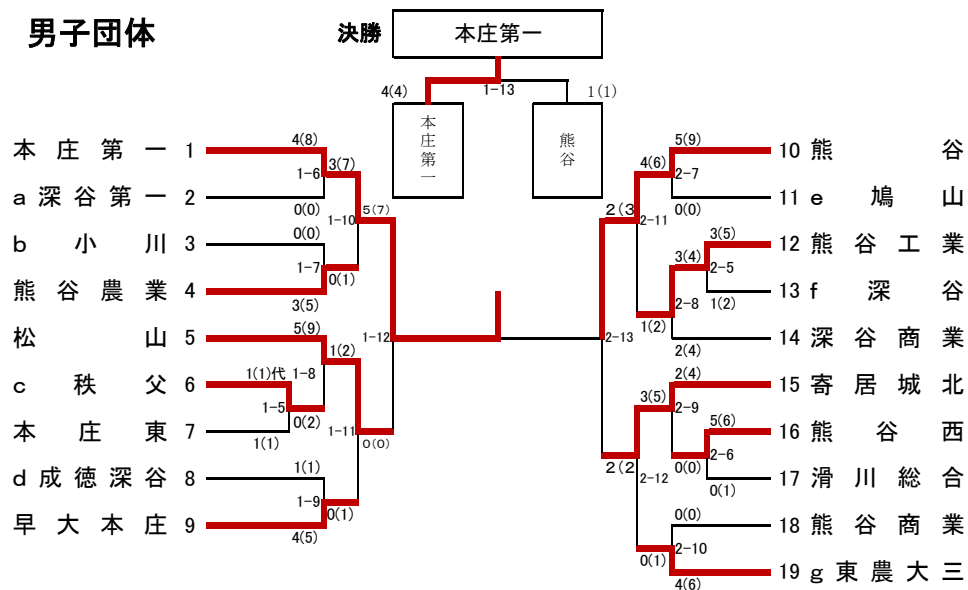 男子団体
決勝
本庄第一
4(4)
1-13
1(1)
本庄第一
熊谷
本庄第一 1
4(8)
1-6
3(7)
a深谷第一 2
0(0)
1-10
5(7)
b小川 3
0(0)
1-7
0(1)
熊谷農業 4
3(5)
1-12
松山 5
5(9)
1(2)
c秩父 6
1(1)代
1-8
1-5
0(2)
本庄東 7
1(1)
1-11
0(0)
d成徳深谷 8
1(1)
1-9
0(1)
早大本庄 9
4(5)
5(9)
10 熊谷
4(6)
2-7
11 e鳩山
0(0)
2(3
2-11
3(5)
12 熊谷工業
3(4)
2-5
13 f深谷
1(2)
2-8
1(2)
14 深谷商業
2(4)
2-13
2(4)
15 寄居城北
3(5)
2-9
5(6)
16 熊谷西
2(2
0(0)
2-6
17 滑川総合
0(1)
2-12
0(0)
18 熊谷商業
2-10
0(1)
19 g東農大三
4(6)